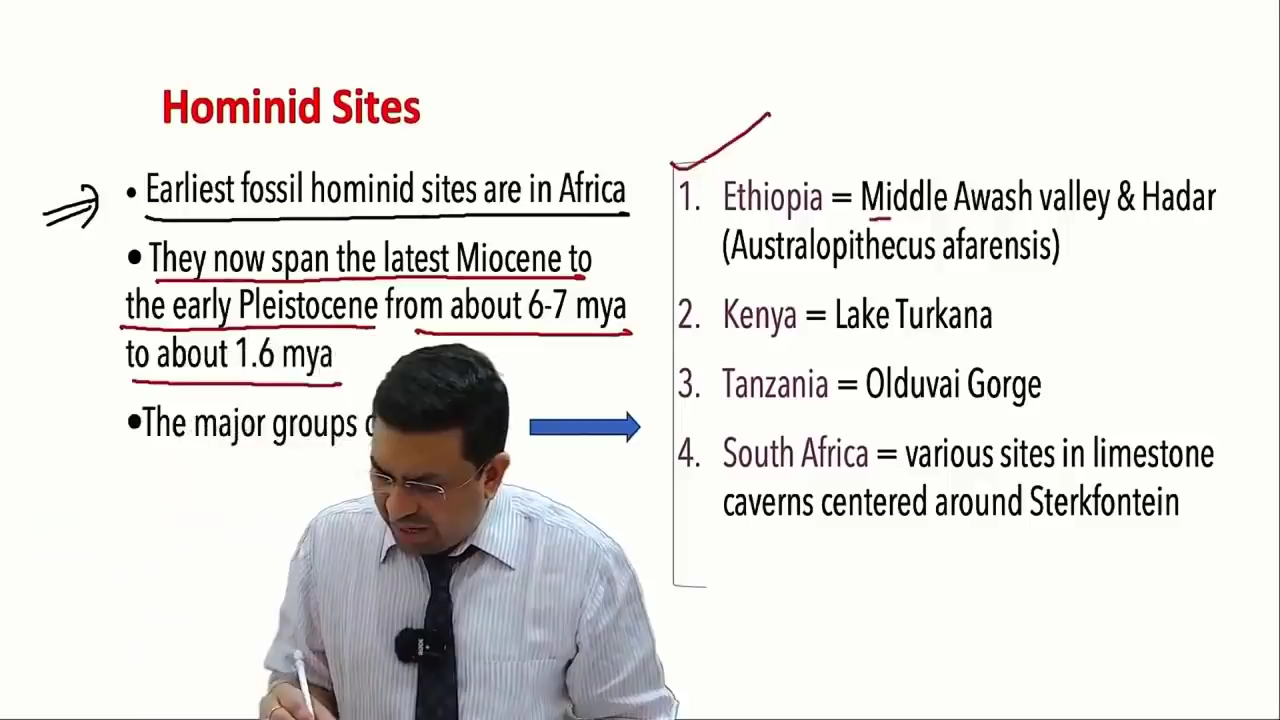 Hominid Sites
• Earliest fossil hominid sites are in Africa
• They now span the latest Miocene to
the early Pleistocene from about 6-7 mya
to about 1.6 mya
•The major groups
1. Ethiopia = Middle Awash valley & Hadar
(Australopithecus afarensis)
2. Kenya = Lake Turkana
3. Tanzania = Olduvai Gorge
4. South Africa = various sites in limestone
caverns centered around Sterkfontein